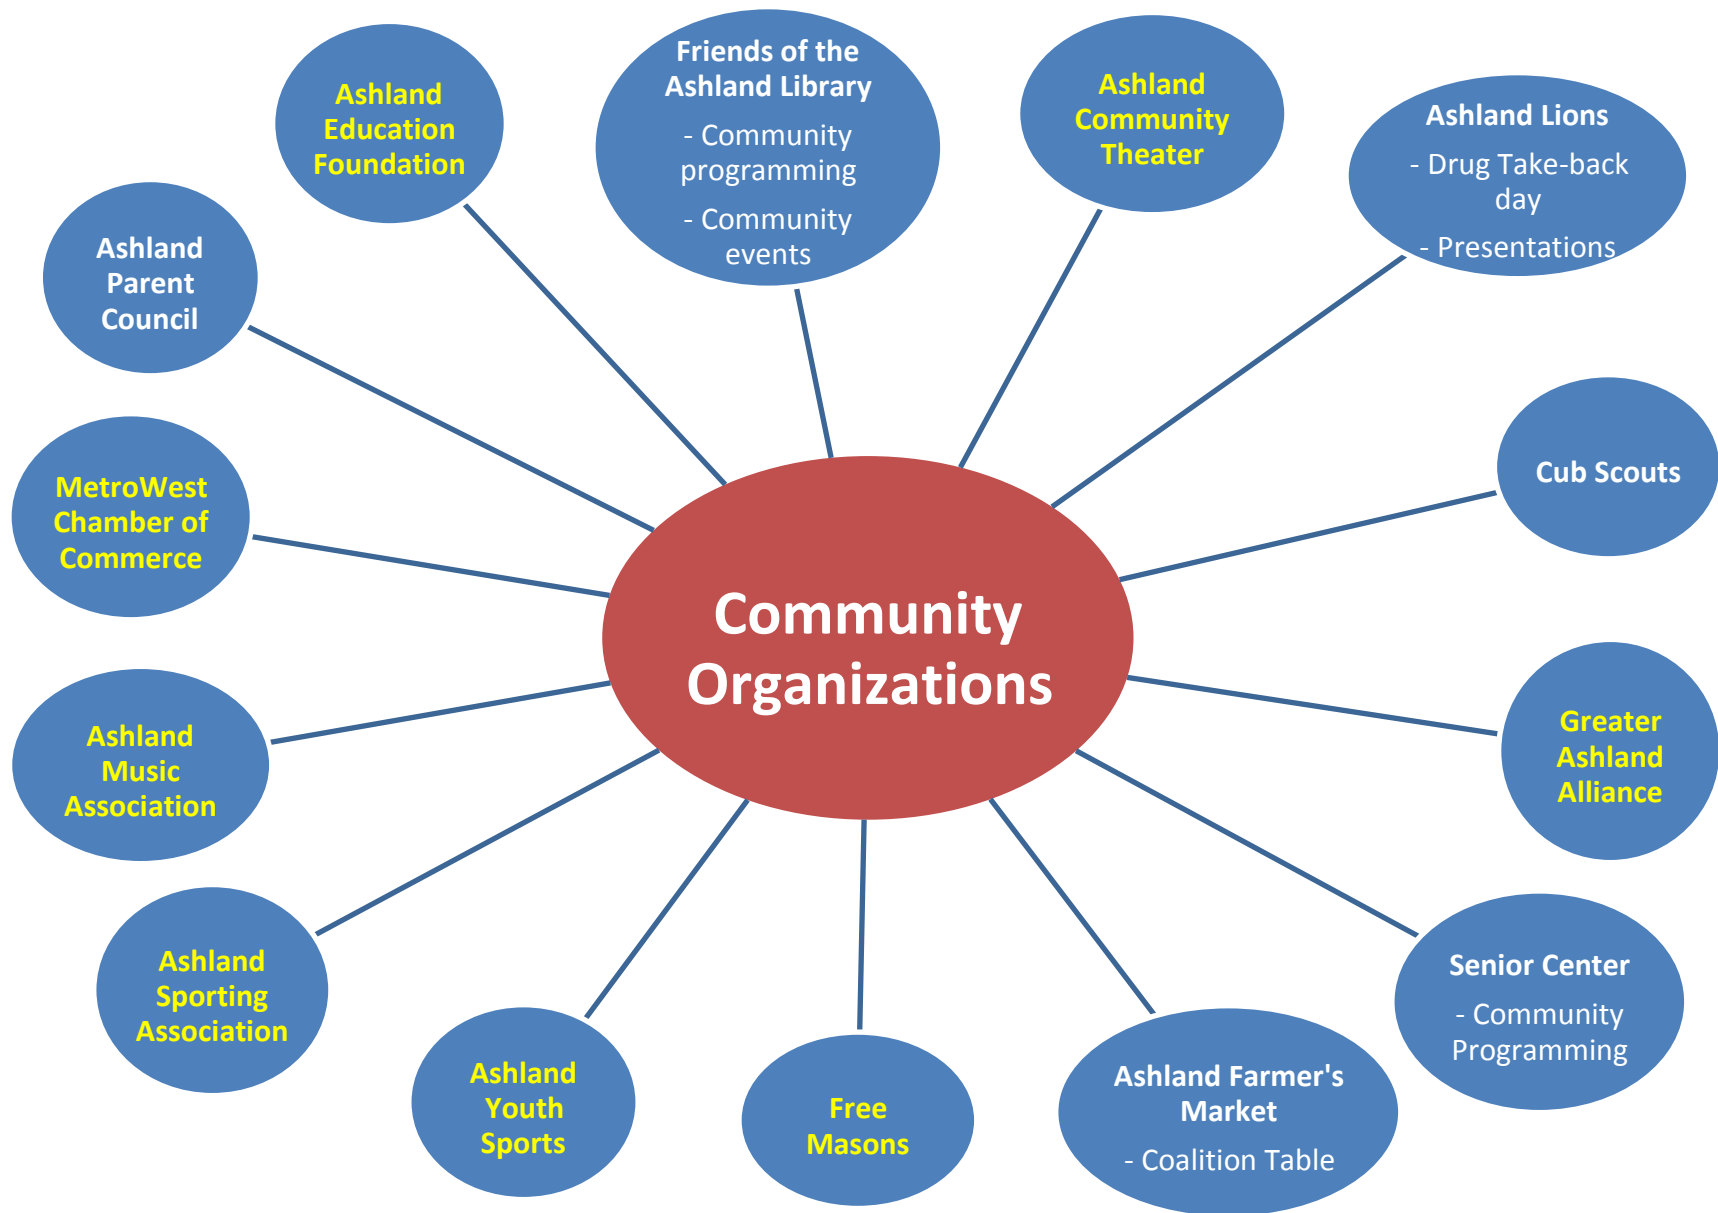 Friends of the
Ashland Library
- Community
programming
- Community
events
Ashland
Community
Theater
Ashland Lions
- Drug Take-back
day
- Presentations
Cub Scouts
Greater
Ashland
Alliance
Senior Center
- Community
Programming
Ashland Farmer's
Market
- Coalition Table
Free
Masons
Ashland
Youth
Sports
Ashland
Sporting
Association
Ashland
Music
Association
MetroWest
Chamber of
Commerce
Ashland
Parent
Council
Ashland
Education
Foundation
Community
Organizations